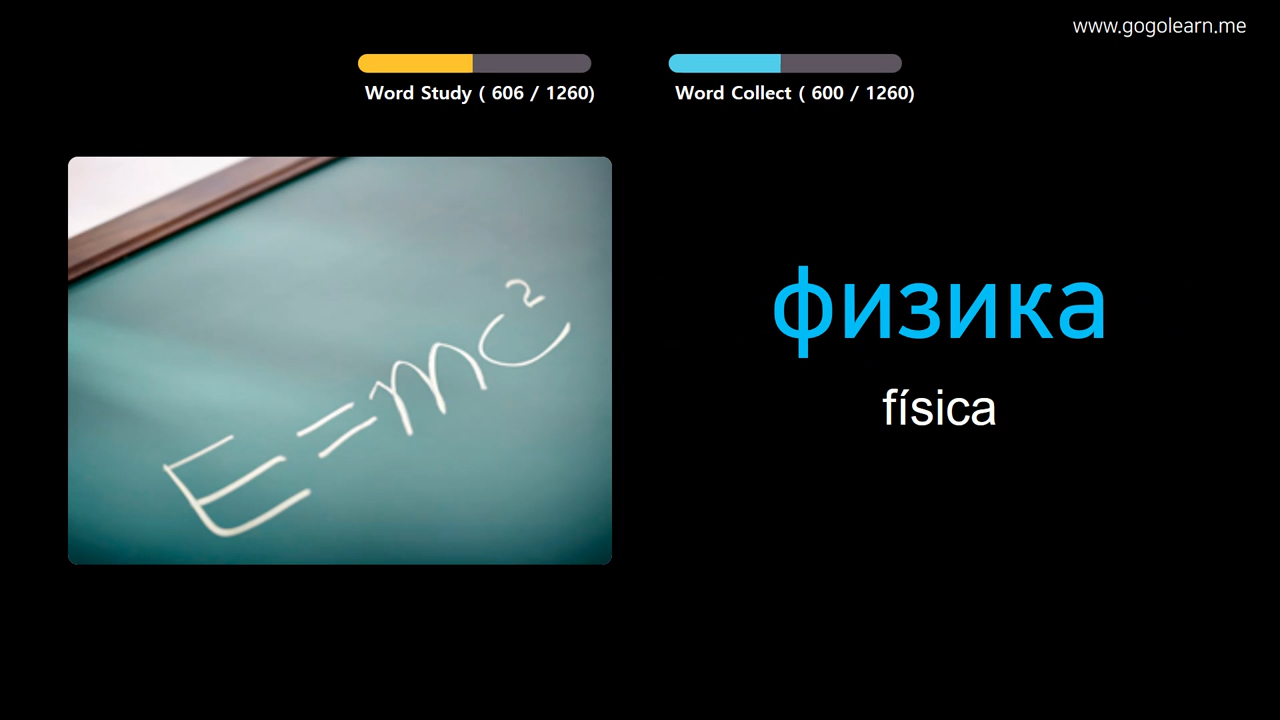 www.gogolearn.me
Word Study ( 606 / 1260)
Word Collect ( 600 / 1260)
E=mc²
физика
física